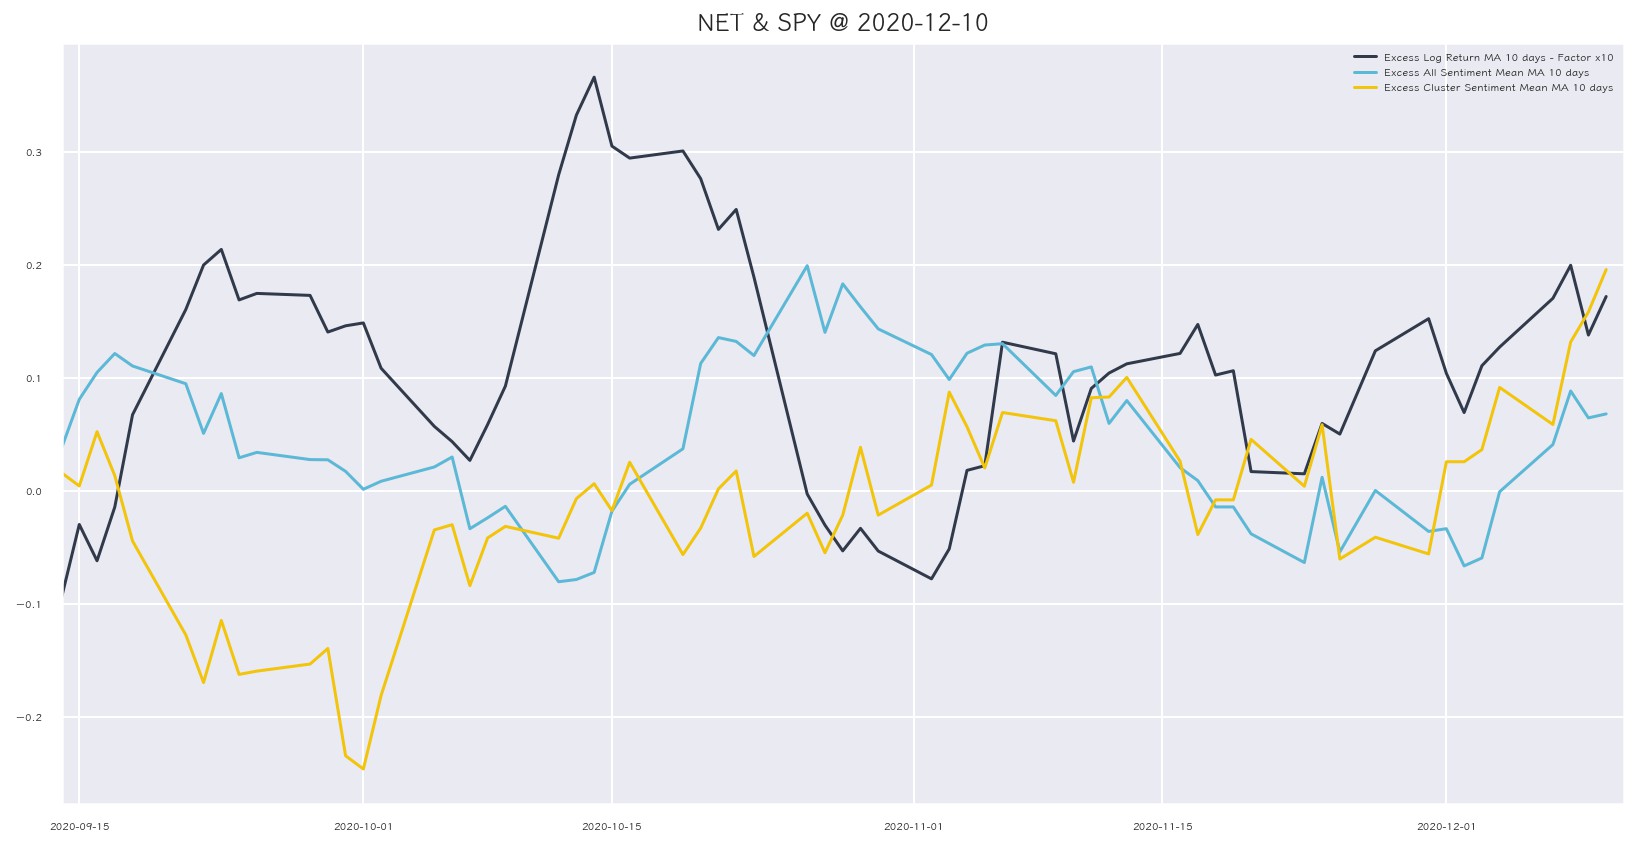 NET & SPY @ 2020-12-10
Excess Log Return MA 10 days - Factor x10
Excess All Sentiment Mean MA 10 days
Excess Cluster Sentiment Mean MA 10 days
0.3
0.2
0.1
0.0
−0.1
−0.2
2020-09-15 2020-10-01 2020-10-15 2020-11-01 2020-11-15 2020-12-01